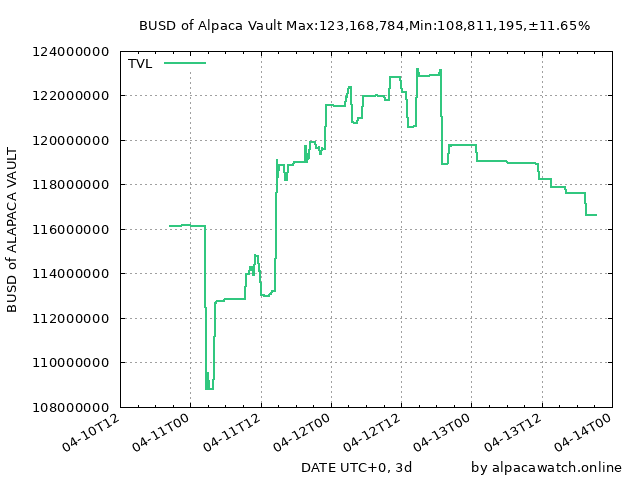 BUSD of Alpaca Vault Max:123,168,784,Min:108,811,195,±11.65%
TVL
BUSD of ALAPACA VAULT
124000000
122000000
120000000
118000000
116000000
114000000
112000000
110000000
108000000
04-10T12
04-11T00
04-11T12
04-12T00
04-12T12
04-13T00
04-13T12
04-14T00
DATE UTC+0, 3d
by alpacawatch.online